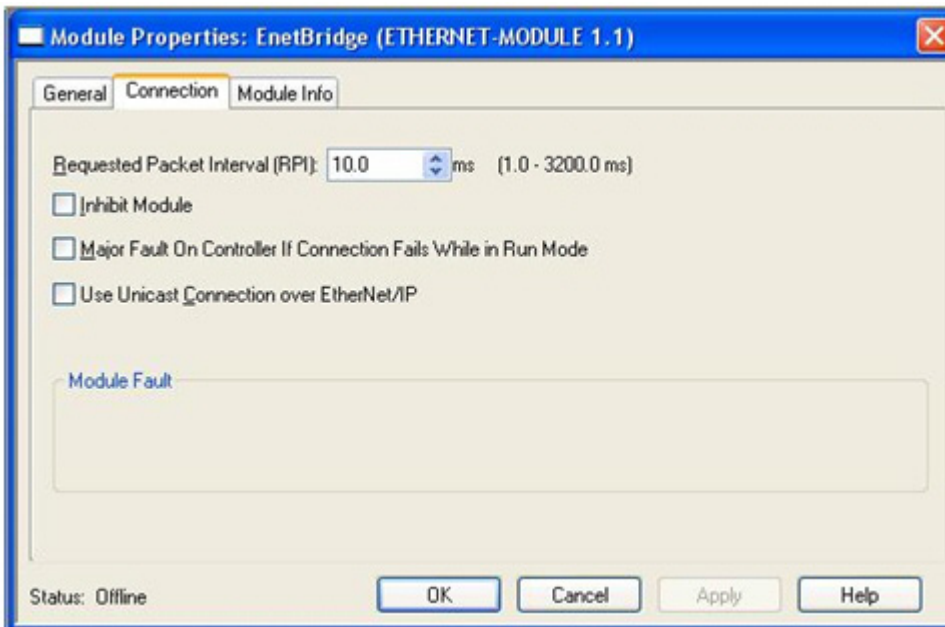 Module Properties: EnetBridge (ETHERNET-MODULE 1.1)
General Connection Module Info
Requested Packet Interval (RPI): 10.0 ms (1.0 - 3200.0 ms)
Inhibit Module
Major Fault On Controller If Connection Fails While in Run Mode
Use Unicast Connection over EtherNet/IP
Module Fault
Status: Offline OK Cancel Apply Help